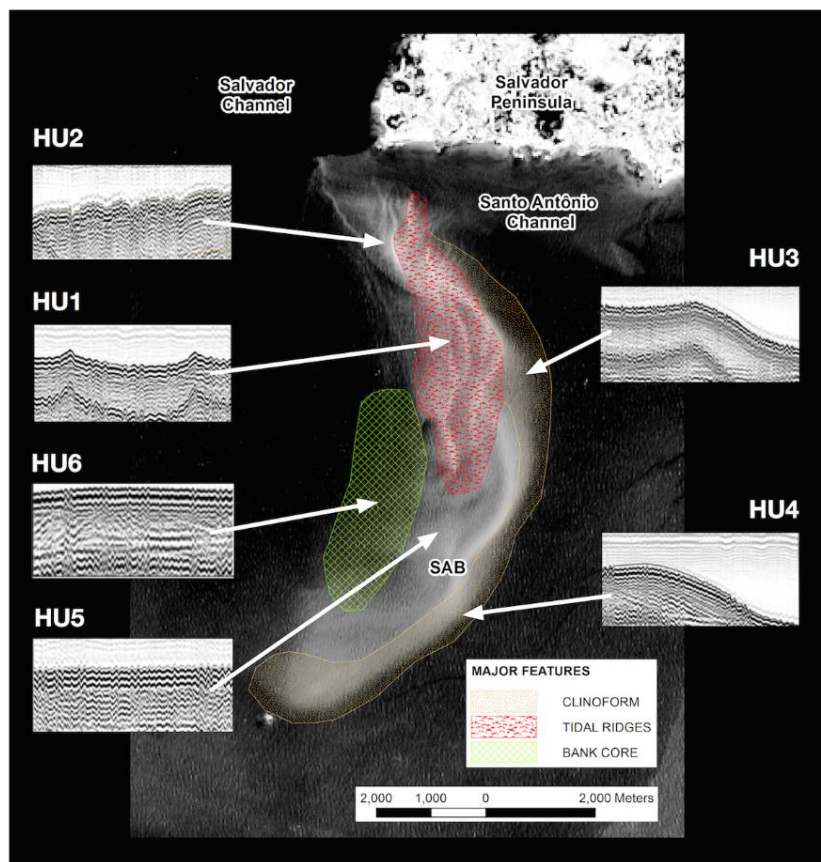 Salvador
Channel
Salvador
Peninsula
HU2
Santo Antônio
Channel
HU3
HU1
HU6
HU4
SAB
HU5
MAJOR FEATURES
CLINOFORM
TIDAL RIDGES
BANK CORE
2,000 1,000 0 2,000 Meters